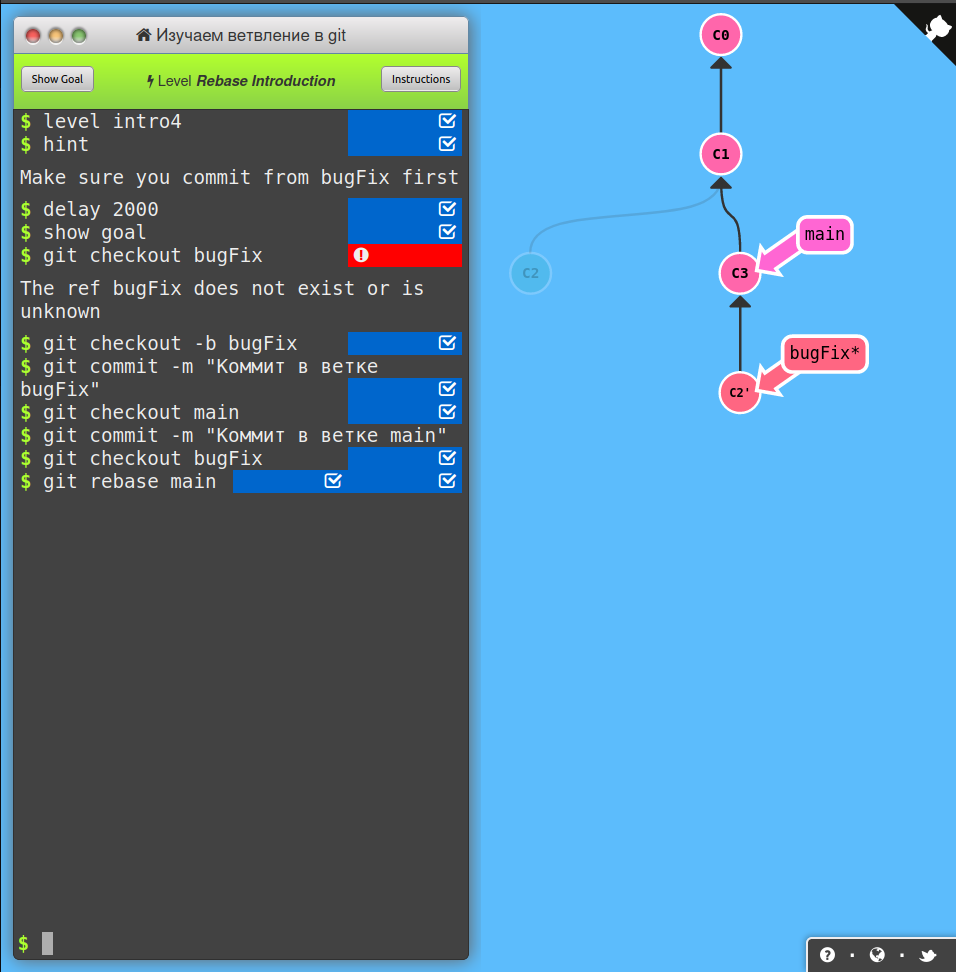 Изучаем ветвление в git
Show Goal
Level Rebase Introduction
Instructions
$ level intro4
$ hint
Make sure you commit from bugFix first
$ delay 2000
$ show goal
$ git checkout bugFix
The ref bugFix does not exist or is
unknown
$ git checkout -b bugFix
$ git commit -m "Коммит в ветке
bugFix"
$ git checkout main
$ git commit -m "Коммит в ветке main"
$ git checkout bugFix
$ git rebase main
$
C0
C1
main
C2
C3
bugFix*
C2'